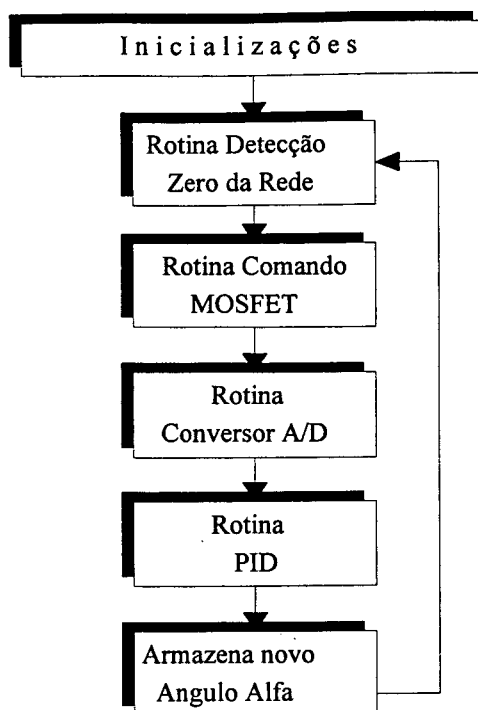 Inicializações
Rotina Detecção
Zero da Rede
Rotina Comando
MOSFET
Rotina
Conversor A/D
Rotina
PID
Armazena novo
Angulo Alfa